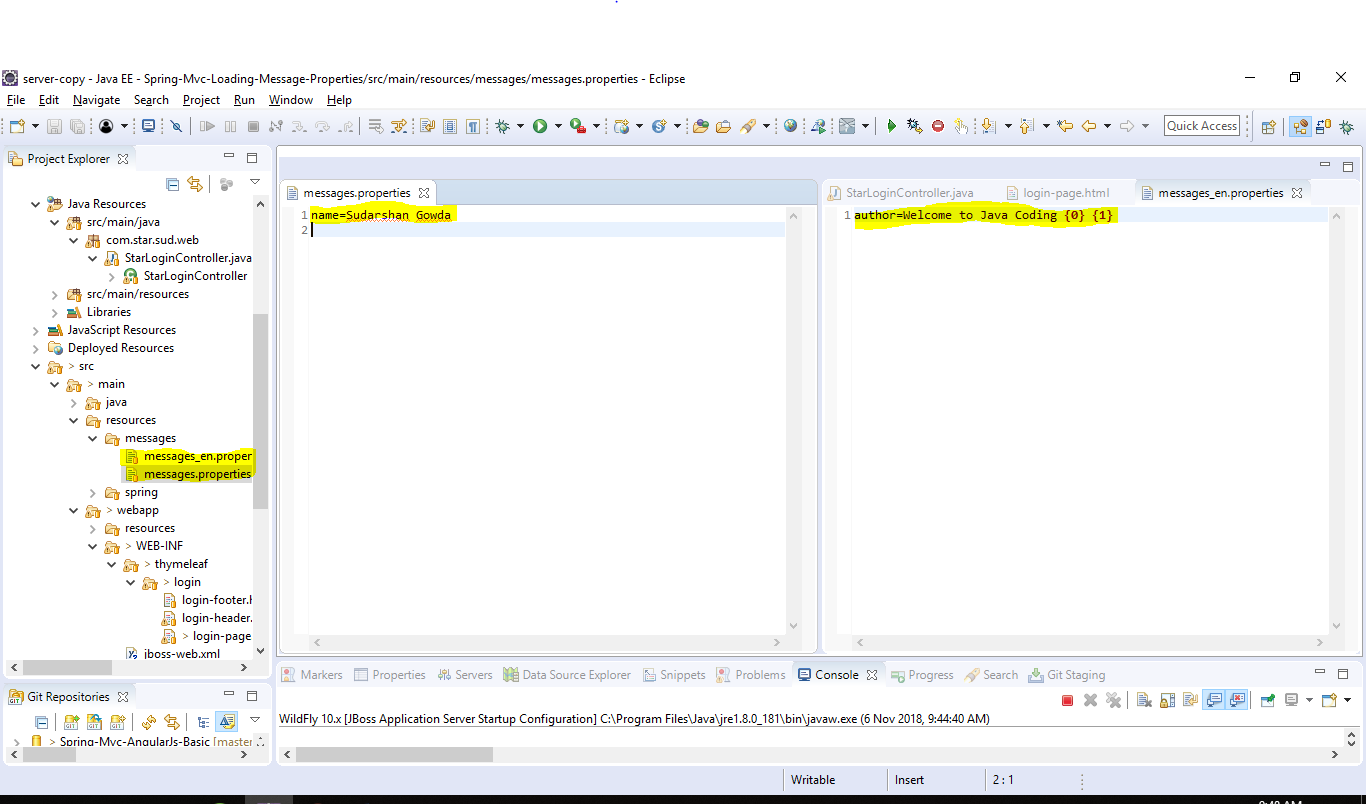 server-copy - Java EE - Spring-Mvc-Loading-Message-Properties/src/main/resources/messages/messages.properties - Eclipse
File Edit Navigate Search Project Run Window Help
Quick Access
Project Explorer
Java Resources
src/main/java
com.star.sud.web
StarLoginController.java
StarLoginController
src/main/resources
Libraries
JavaScript Resources
Deployed Resources
> src
> main
java
resources
messages
messages_en.proper
messages.properties
spring
> webapp
resources
> WEB-INF
> thymeleaf
> login
login-footer.h
login-header.
> login-page
jboss-web.xml
Git Repositories
> Spring-Mvc-AngularJs-Basic [master
messages.properties
1 name=Sudarshan Gowda
2
StarLoginController.java login-page.html messages_en.properties
1 author=Welcome to Java Coding {0} {1}
Markers Properties Servers Data Source Explorer Snippets Problems Console Progress Search Git Staging
WildFly 10.x [JBoss Application Server Startup Configuration] C:\Program Files\Java\jre1.8.0_181\bin\javaw.exe (6 Nov 2018, 9:44:40 AM)
Writable Insert 2 : 1